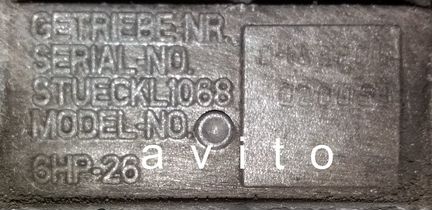 GETRIEBE-NR.
SERIAL-NO.
STUECKL1068
MODEL-NO.
6HP-26
avito